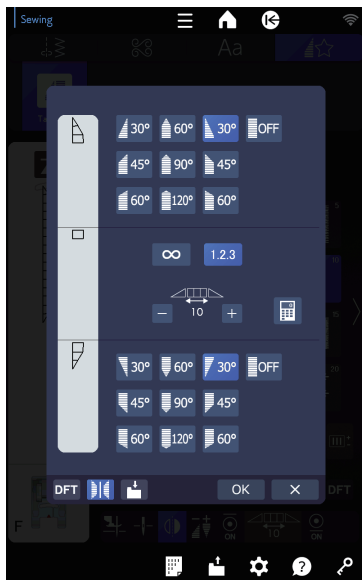 Sewing
Aa
30° 60° 30° OFF
45° 90° 45°
60° 120° 60°
∞ 1.2.3
− 10 +
30° 60° 30° OFF
45° 90° 45°
60° 120° 60°
DFT OK × DFT
F ON 10 ON
?